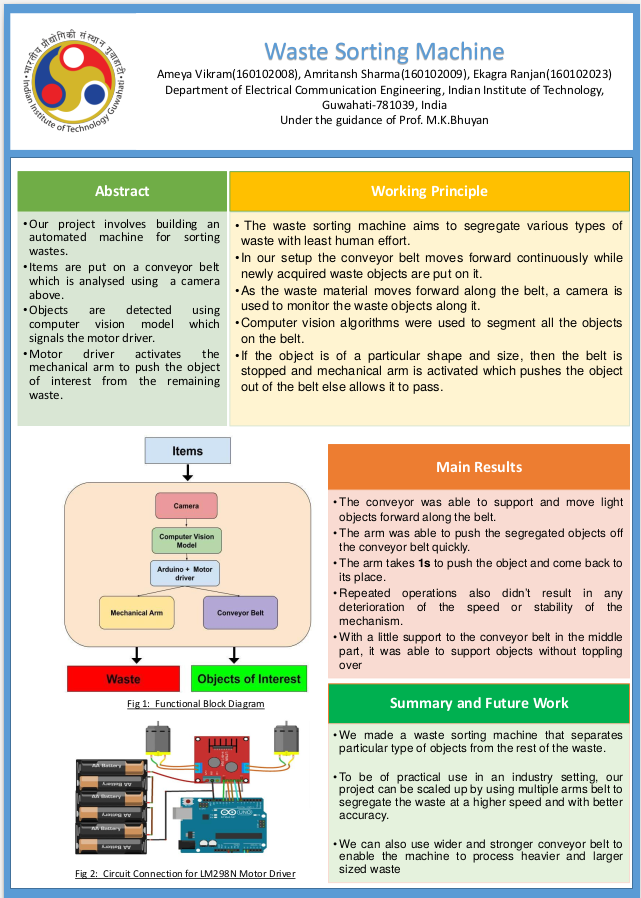 भारतीय प्रौद्योगिकी संस्थान गुवाहाटी
Indian Institute of Technology Guwahati
Waste Sorting Machine
Ameya Vikram(160102008), Amritansh Sharma(160102009), Ekagra Ranjan(160102023)
Department of Electrical Communication Engineering, Indian Institute of Technology,
Guwahati-781039, India
Under the guidance of Prof. M.K.Bhuyan
Abstract
•Our project involves building an
automated machine for sorting
wastes.
•Items are put on a conveyor belt
which is analysed using a camera
above.
•Objects are detected using
computer vision model which
signals the motor driver.
•Motor driver activates the
mechanical arm to push the object
of interest from the remaining
waste.
Working Principle
• The waste sorting machine aims to segregate various types of
waste with least human effort.
•In our setup the conveyor belt moves forward continuously while
newly acquired waste objects are put on it.
•As the waste material moves forward along the belt, a camera is
used to monitor the waste objects along it.
•Computer vision algorithms were used to segment all the objects
on the belt.
•If the object is of a particular shape and size, then the belt is
stopped and mechanical arm is activated which pushes the object
out of the belt else allows it to pass.
Items
Camera
Computer Vision
Model
Arduino + Motor
driver
Mechanical Arm
Conveyor Belt
Waste
Objects of Interest
Fig 1: Functional Block Diagram
AA Battery
AA Battery
AA Battery
AA Battery
AA Battery
AA Battery
UNO
Fig 2: Circuit Connection for LM298N Motor Driver
Main Results
•The conveyor was able to support and move light
objects forward along the belt.
•The arm was able to push the segregated objects off
the conveyor belt quickly.
•The arm takes 1s to push the object and come back to
its place.
•Repeated operations also didn't result in any
deterioration of the speed or stability of the
mechanism.
•With a little support to the conveyor belt in the middle
part, it was able to support objects without toppling
over
Summary and Future Work
•We made a waste sorting machine that separates
particular type of objects from the rest of the waste.
•To be of practical use in an industry setting, our
project can be scaled up by using multiple arms belt to
segregate the waste at a higher speed and with better
accuracy.
•We can also use wider and stronger conveyor belt to
enable the machine to process heavier and larger
sized waste